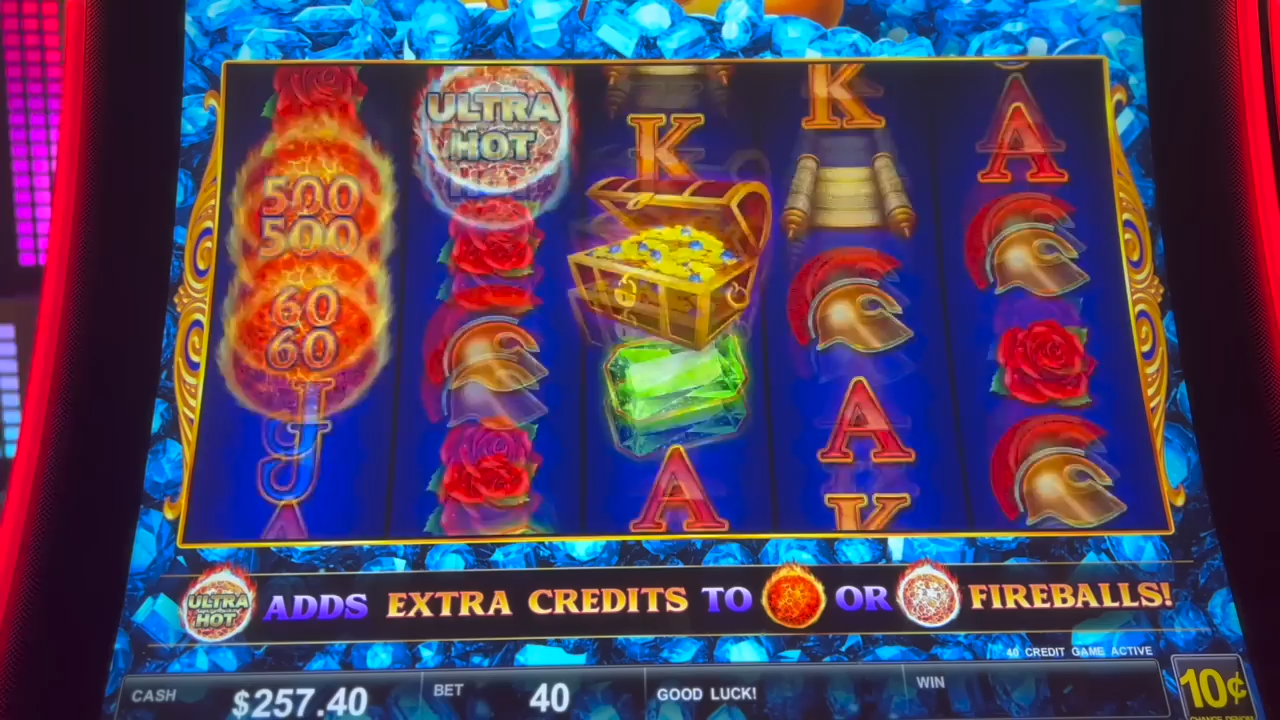 ULTRA
HOT
K
K
A
500
500
60
60
J
J
A
A
A
K
ULTRA HOT ADDS EXTRA CREDITS TO OR FIREBALLS!
40 CREDIT GAME ACTIVE
CASH $257.40 BET 40 GOOD LUCK! WIN 10¢